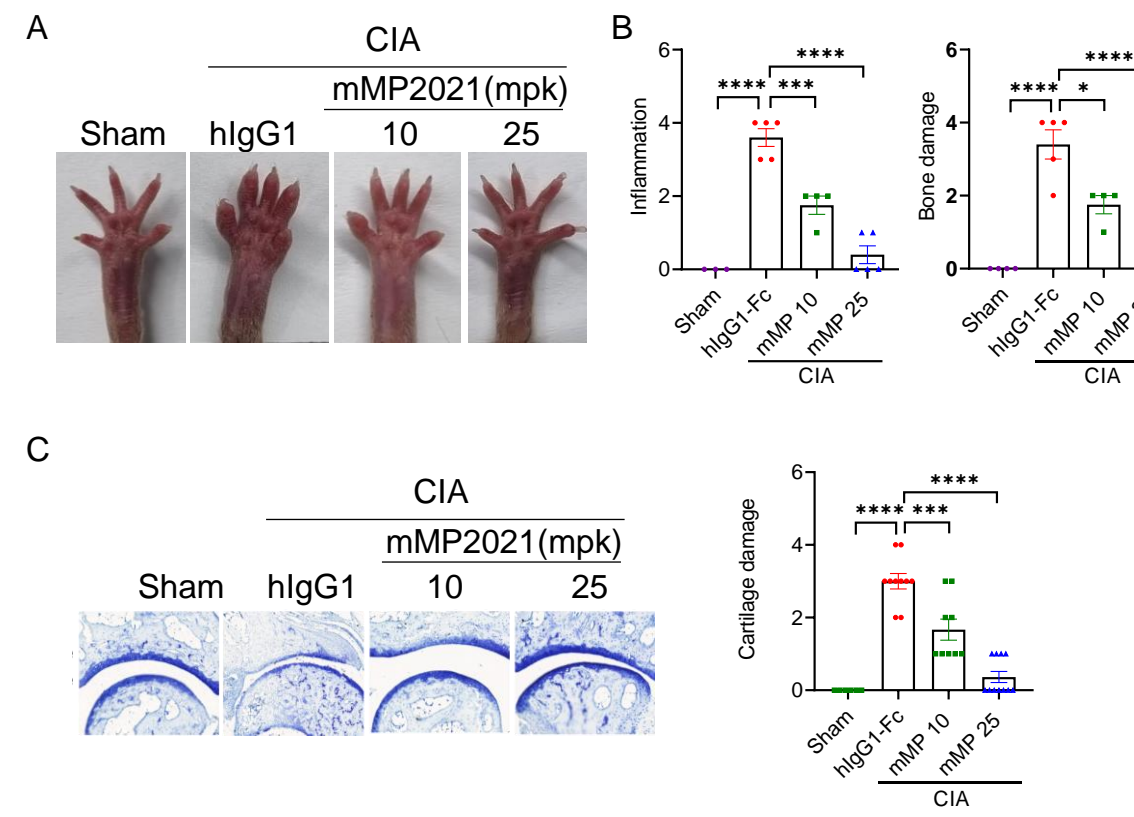 A
CIA
mMP2021(mpk)
Sham hIgG1 10 25
B
6
4
2
0
Inflammation
**** *** ****
Sham
hIgG1-Fc
mMP 10
mMP 25
CIA
6
4
2
0
Bone damage
**** * ****
Sham
hIgG1-Fc
mMP 10
CIA
C
CIA
mMP2021(mpk)
Sham hIgG1 10 25
6
4
2
0
Cartilage damage
**** *** ****
Sham
hIgG1-Fc
mMP 10
mMP 25
CIA